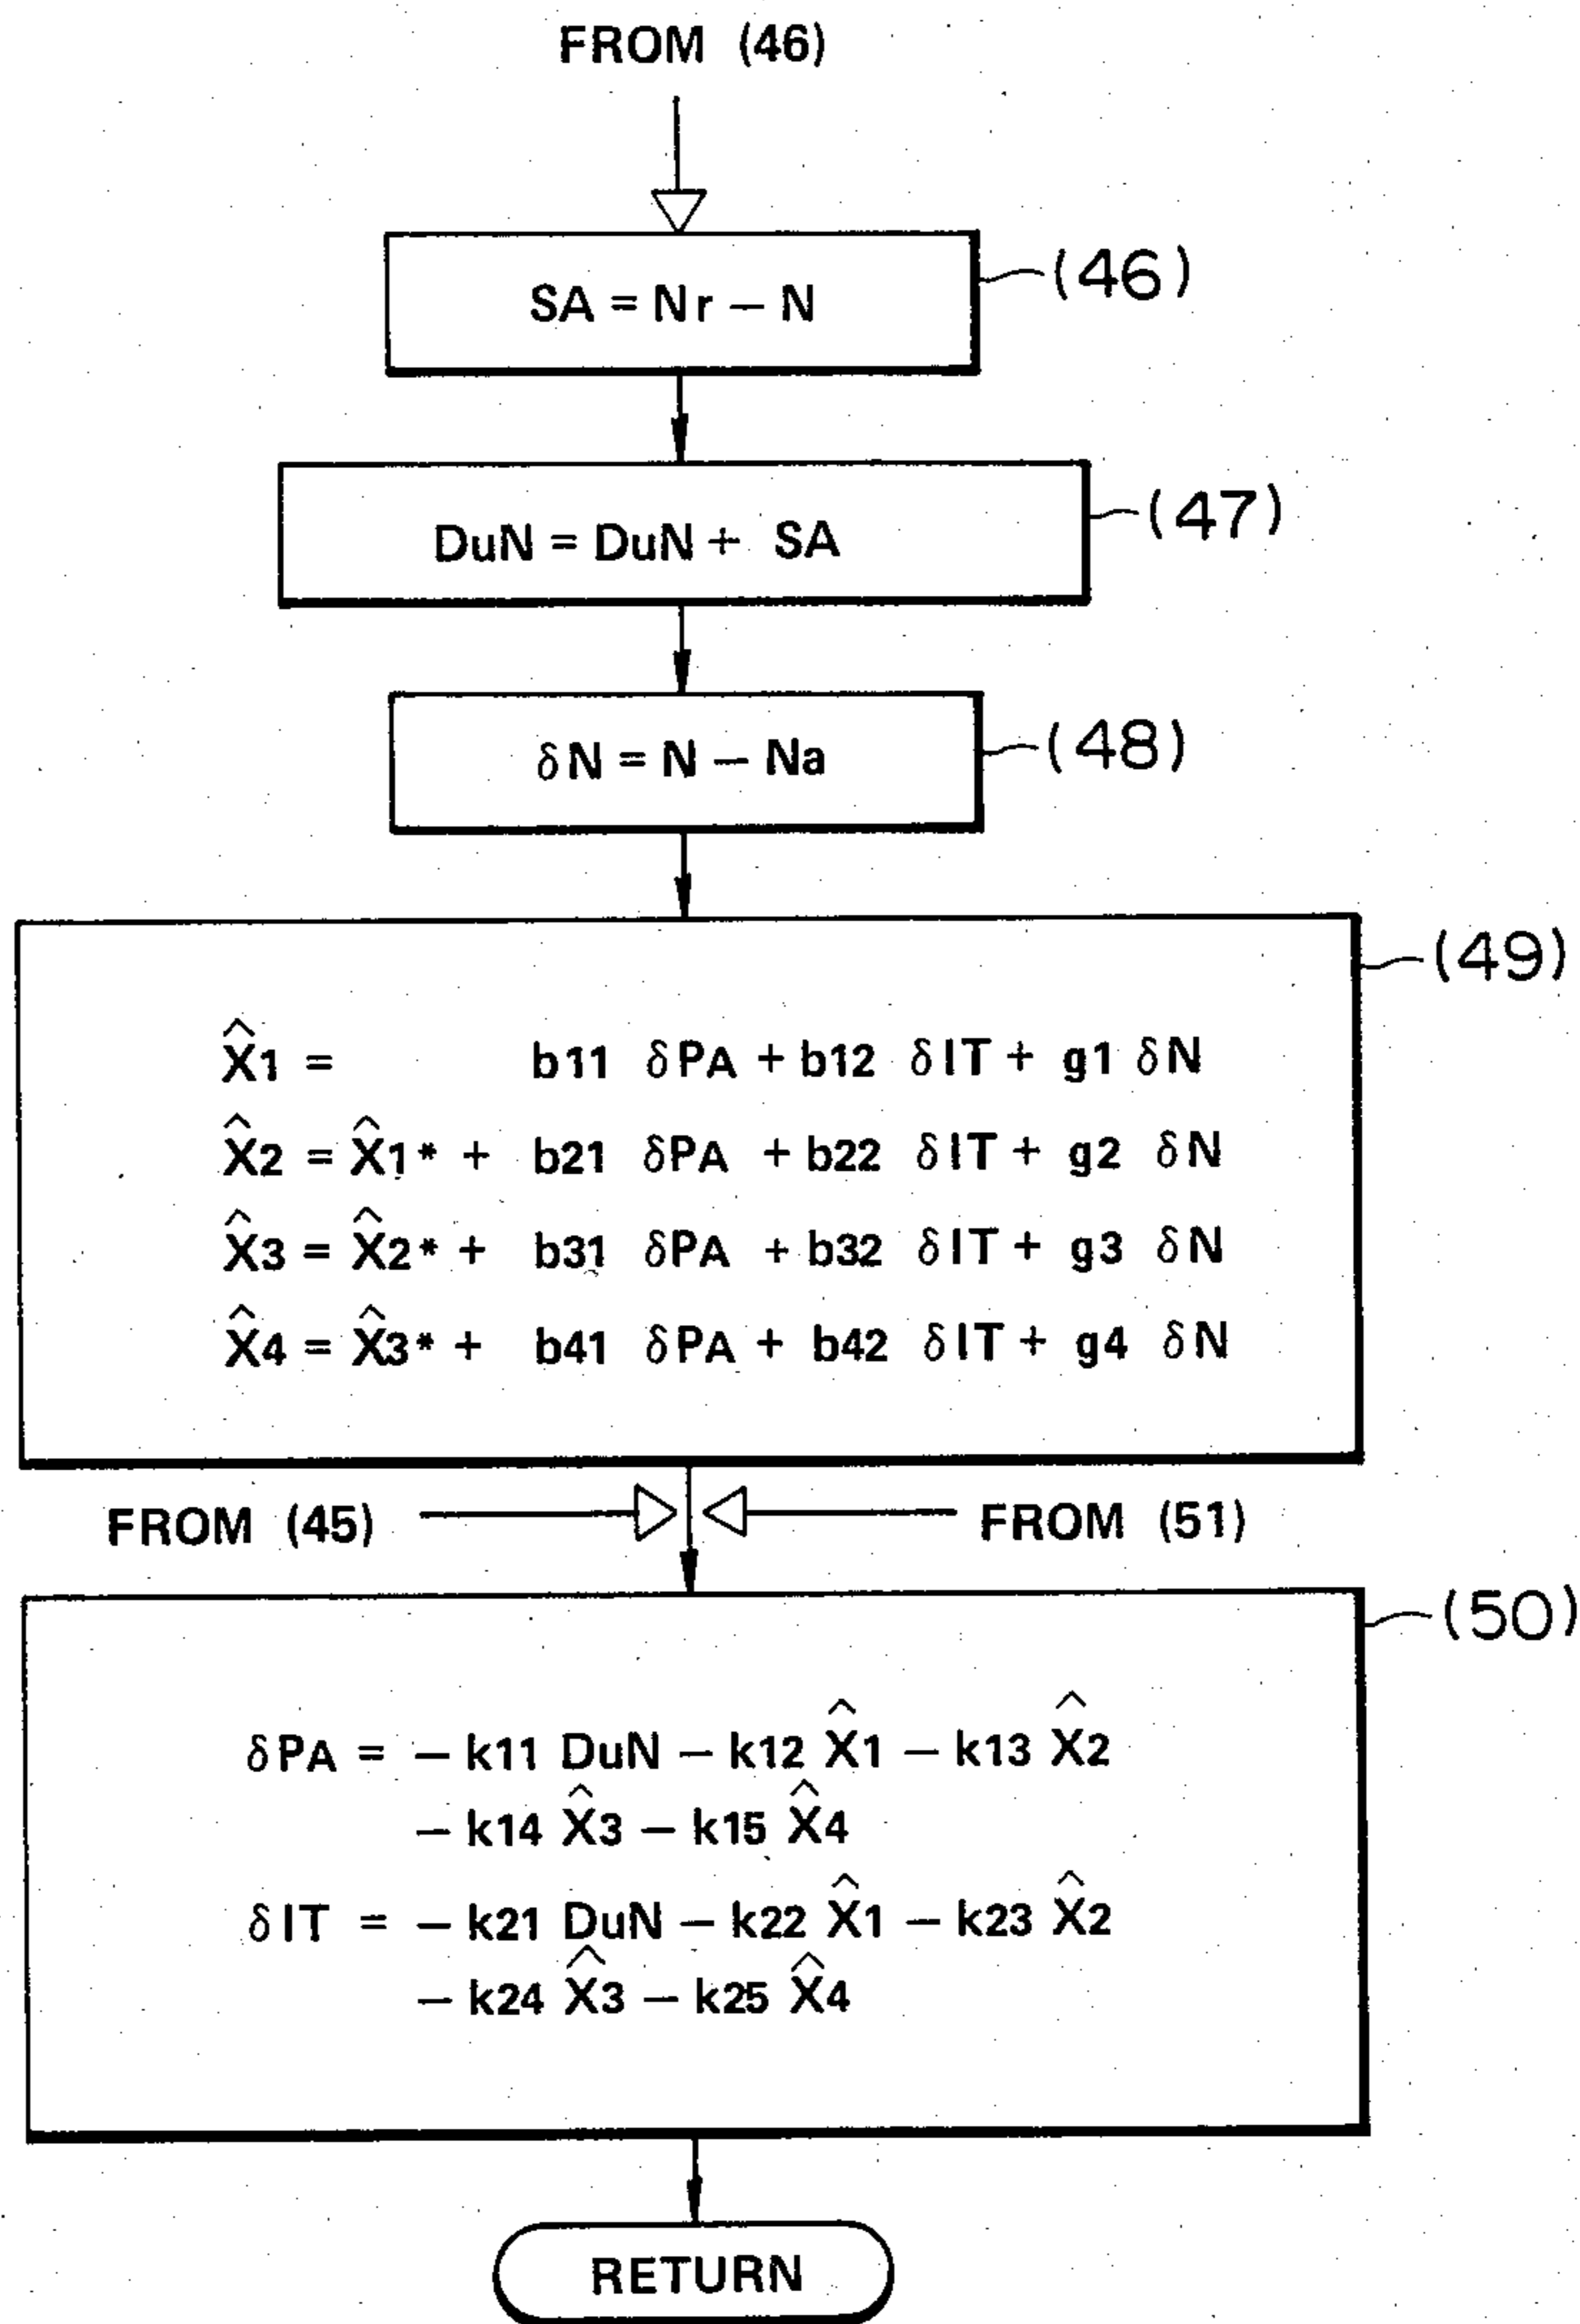 FROM (46)
SA = Nr − N
(46)
DuN = DuN + SA
(47)
δN = N − Na
(48)
(49)
X̂1 = b11 δPA + b12 δIT + g1 δN
X̂2 = X̂1* + b21 δPA + b22 δIT + g2 δN
X̂3 = X̂2* + b31 δPA + b32 δIT + g3 δN
X̂4 = X̂3* + b41 δPA + b42 δIT + g4 δN
FROM (45)
FROM (51)
(50)
δPA = − k11 DuN − k12 X̂1 − k13 X̂2
− k14 X̂3 − k15 X̂4
δIT = − k21 DuN − k22 X̂1 − k23 X̂2
− k24 X̂3 − k25 X̂4
RETURN